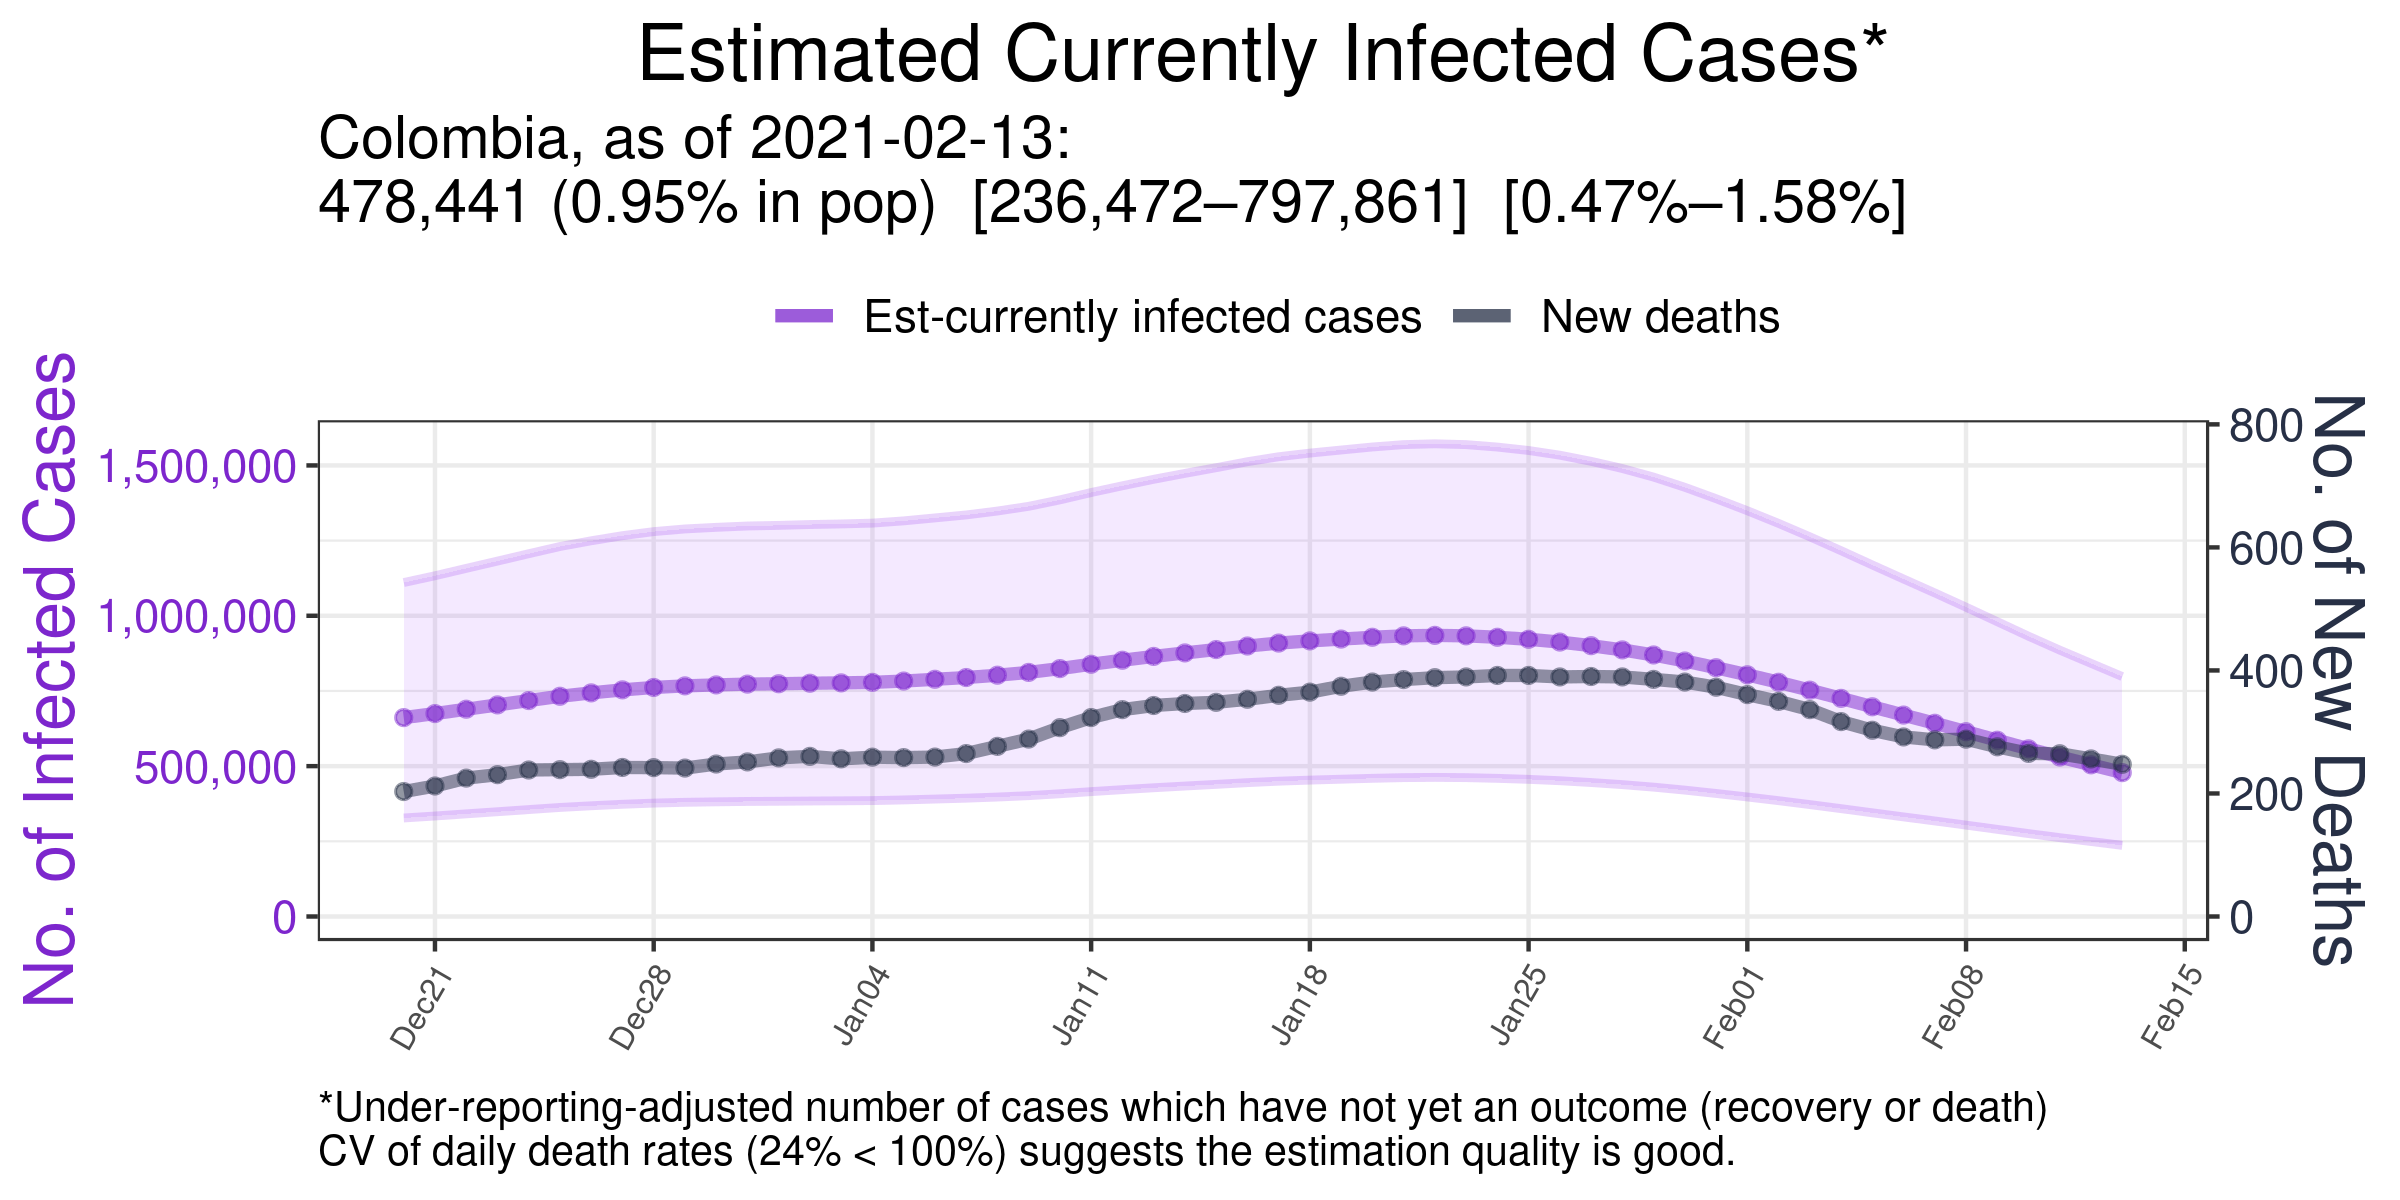 Estimated Currently Infected Cases*
Colombia, as of 2021-02-13:
478,441 (0.95% in pop)  [236,472–797,861]  [0.47%–1.58%]
Est-currently infected cases
New deaths
No. of Infected Cases
1,500,000
1,000,000
500,000
0
800
600
400
200
0
No. of New Deaths
Dec21
Dec28
Jan04
Jan11
Jan18
Jan25
Feb01
Feb08
Feb15
*Under-reporting-adjusted number of cases which have not yet an outcome (recovery or death)
CV of daily death rates (24% < 100%) suggests the estimation quality is good.